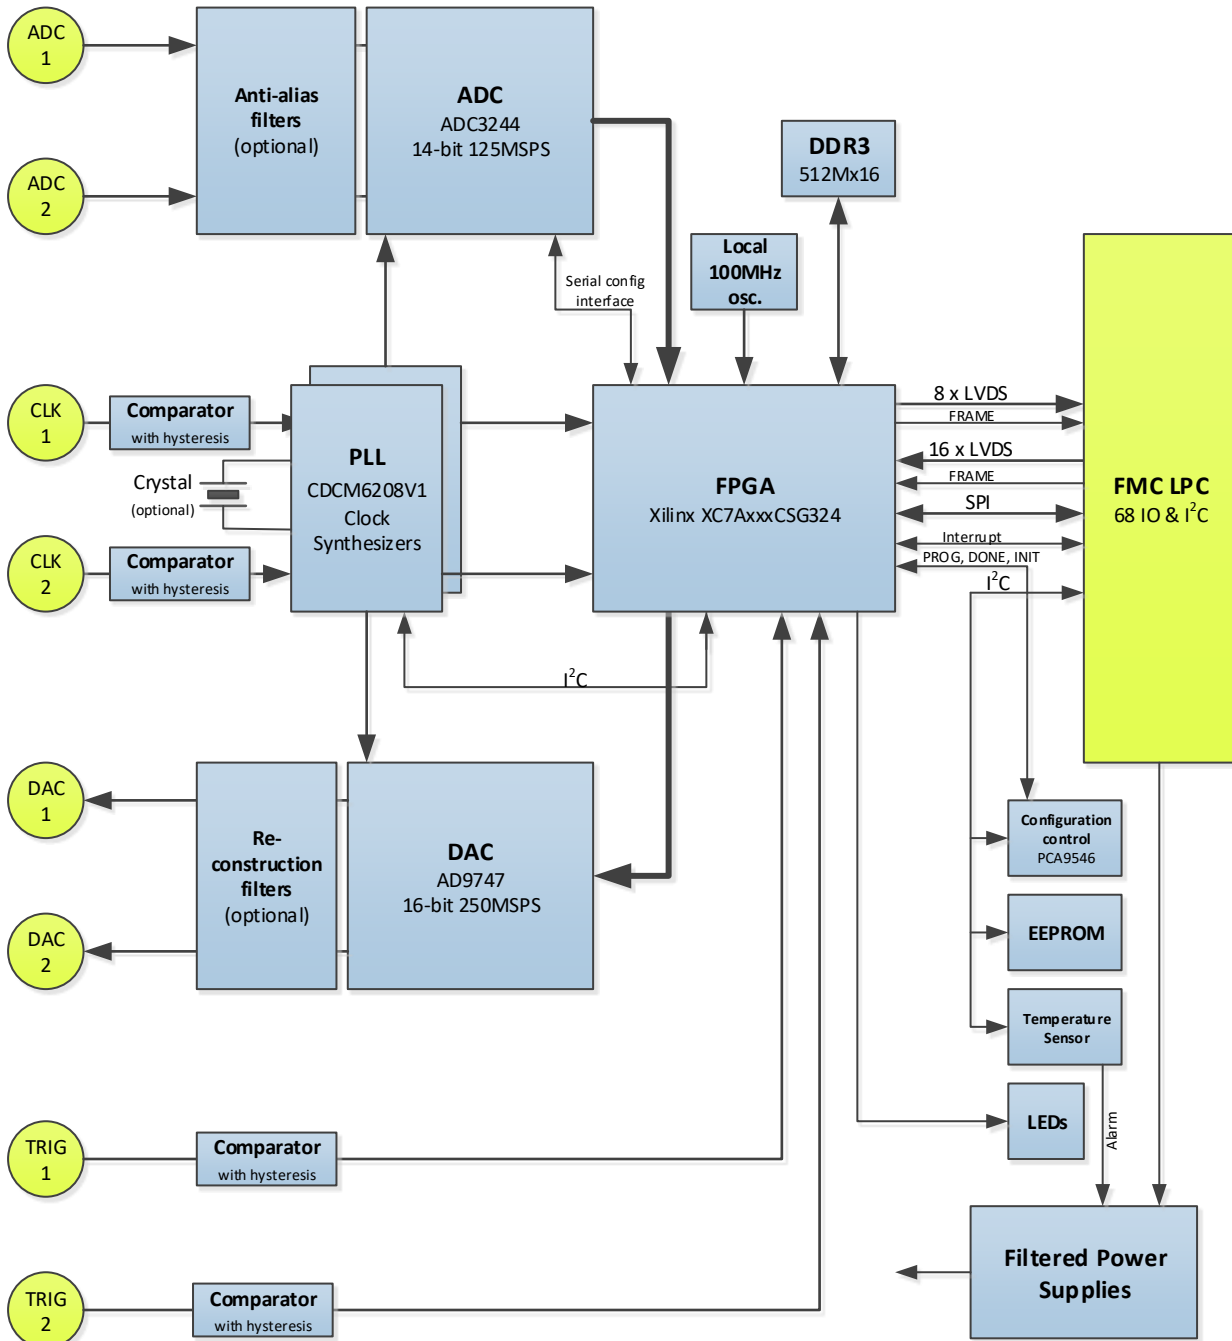 ADC
1
ADC
2
Anti-alias
filters
(optional)
ADC
ADC3244
14-bit 125MSPS
DDR3
512Mx16
Local
100MHz
osc.
Serial config
interface
CLK
1
Comparator
with hysteresis
Crystal
(optional)
CLK
2
Comparator
with hysteresis
PLL
CDCM6208V1
Clock
Synthesizers
FPGA
Xilinx XC7AxxxCSG324
8 x LVDS
FRAME
16 x LVDS
FRAME
SPI
Interrupt
PROG, DONE, INIT
I²C
FMC LPC
68 IO & I²C
I²C
DAC
1
DAC
2
Re-
construction
filters
(optional)
DAC
AD9747
16-bit 250MSPS
Configuration
control
PCA9546
EEPROM
Temperature
Sensor
LEDs
Alarm
TRIG
1
Comparator
with hysteresis
TRIG
2
Comparator
with hysteresis
Filtered Power
Supplies